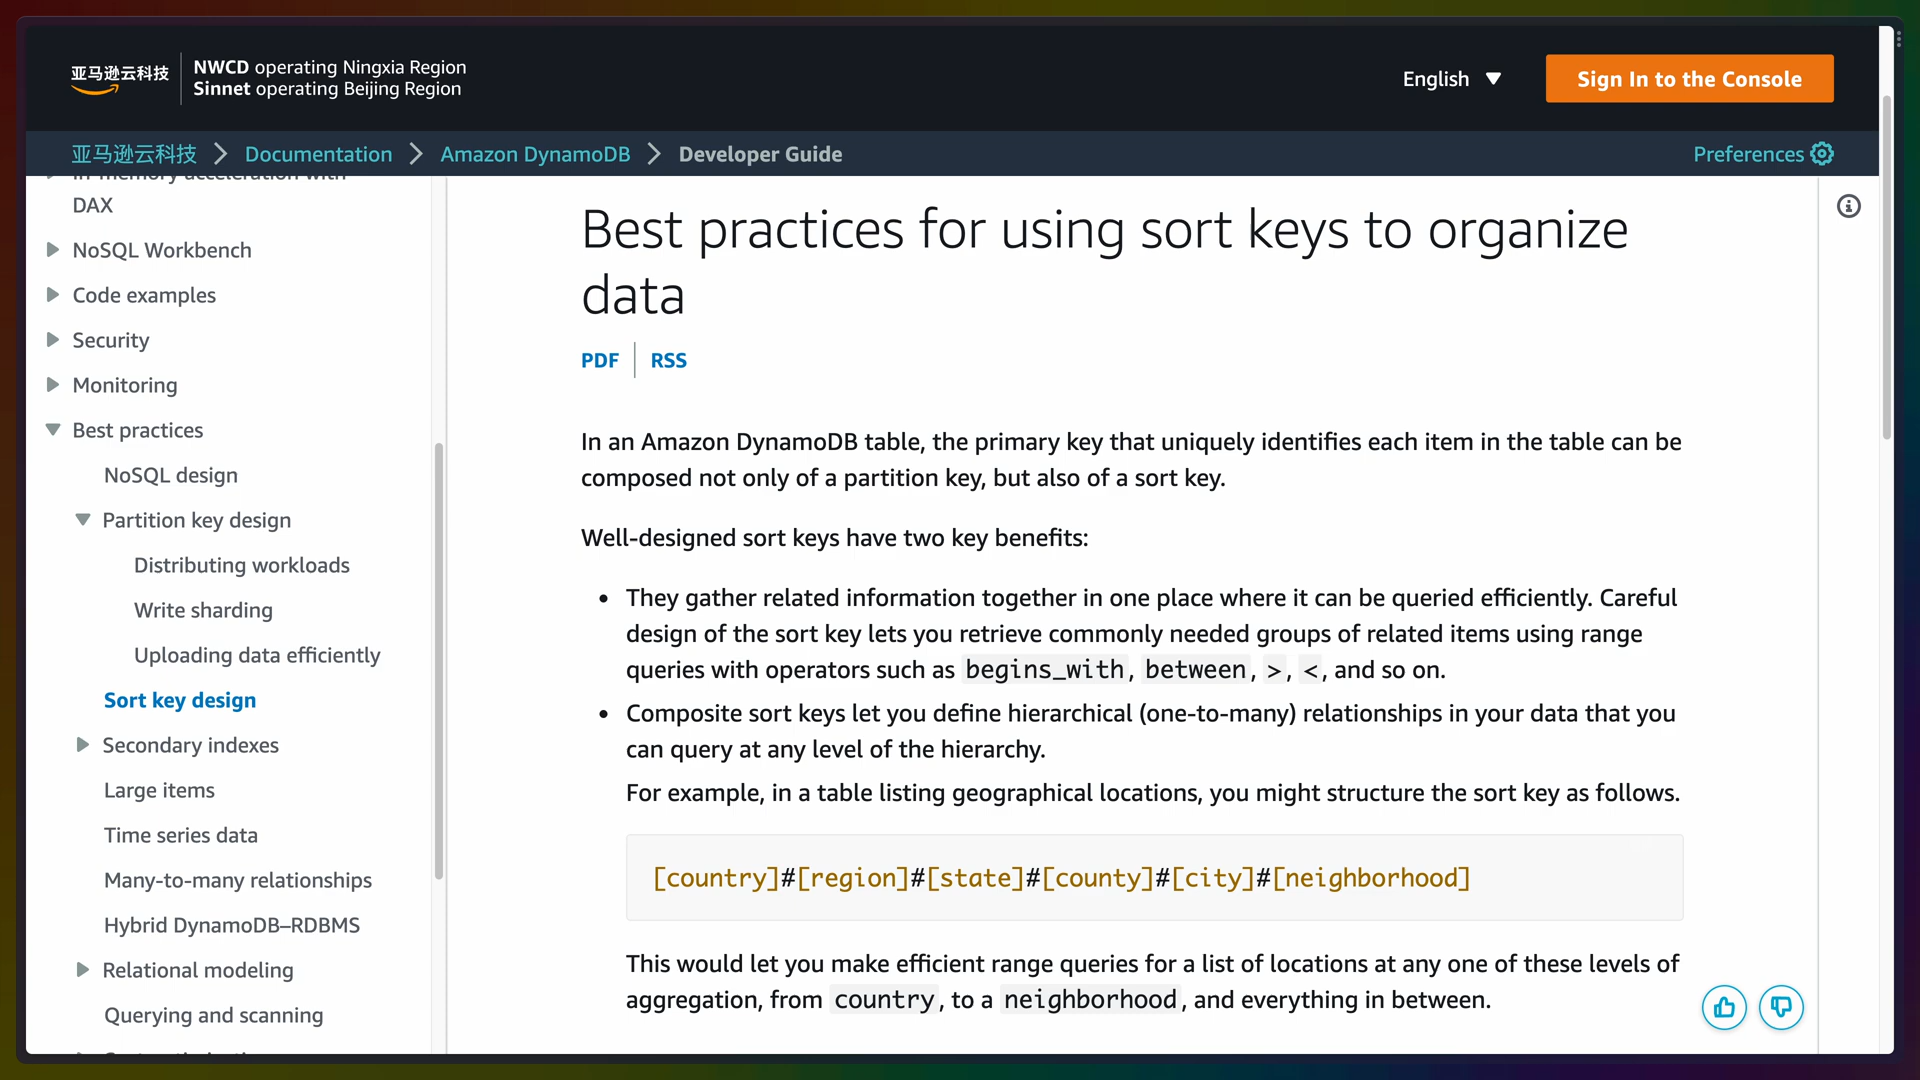 亚马逊云科技
NWCD operating Ningxia Region
Sinnet operating Beijing Region
English
Sign In to the Console
亚马逊云科技
Documentation
Amazon DynamoDB
Developer Guide
Preferences
In-memory acceleration with
DAX
NoSQL Workbench
Code examples
Security
Monitoring
Best practices
NoSQL design
Partition key design
Distributing workloads
Write sharding
Uploading data efficiently
Sort key design
Secondary indexes
Large items
Time series data
Many-to-many relationships
Hybrid DynamoDB–RDBMS
Relational modeling
Querying and scanning
Best practices for using sort keys to organize
data
PDF
RSS
In an Amazon DynamoDB table, the primary key that uniquely identifies each item in the table can be
composed not only of a partition key, but also of a sort key.
Well-designed sort keys have two key benefits:
• They gather related information together in one place where it can be queried efficiently. Careful
design of the sort key lets you retrieve commonly needed groups of related items using range
queries with operators such as begins_with, between, >, <, and so on.
• Composite sort keys let you define hierarchical (one-to-many) relationships in your data that you
can query at any level of the hierarchy.
For example, in a table listing geographical locations, you might structure the sort key as follows.
[country]#[region]#[state]#[county]#[city]#[neighborhood]
This would let you make efficient range queries for a list of locations at any one of these levels of
aggregation, from country, to a neighborhood, and everything in between.